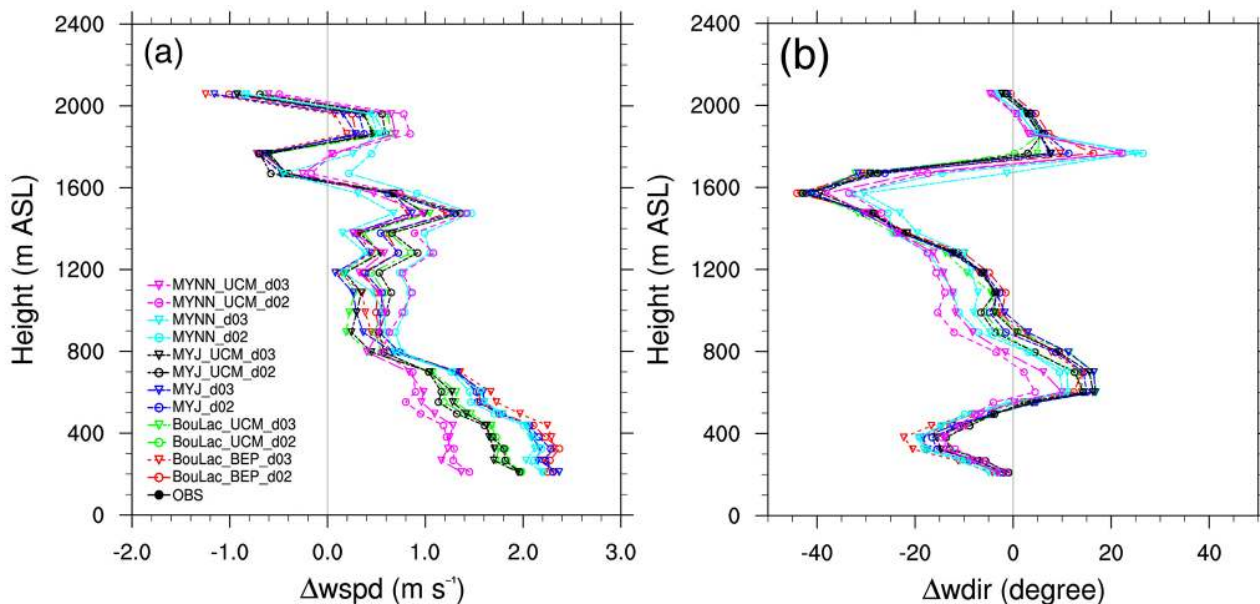 (a)
Height (m ASL)
2400
2000
1600
1200
800
400
0
MYNN_UCM_d03
MYNN_UCM_d02
MYNN_d03
MYNN_d02
MYJ_UCM_d03
MYJ_UCM_d02
MYJ_d03
MYJ_d02
BouLac_UCM_d03
BouLac_UCM_d02
BouLac_BEP_d03
BouLac_BEP_d02
OBS
-2.0 -1.0 0.0 1.0 2.0 3.0
Δwspd (m s⁻¹)
(b)
Height (m ASL)
2400
2000
1600
1200
800
400
0
-40 -20 0 20 40
Δwdir (degree)